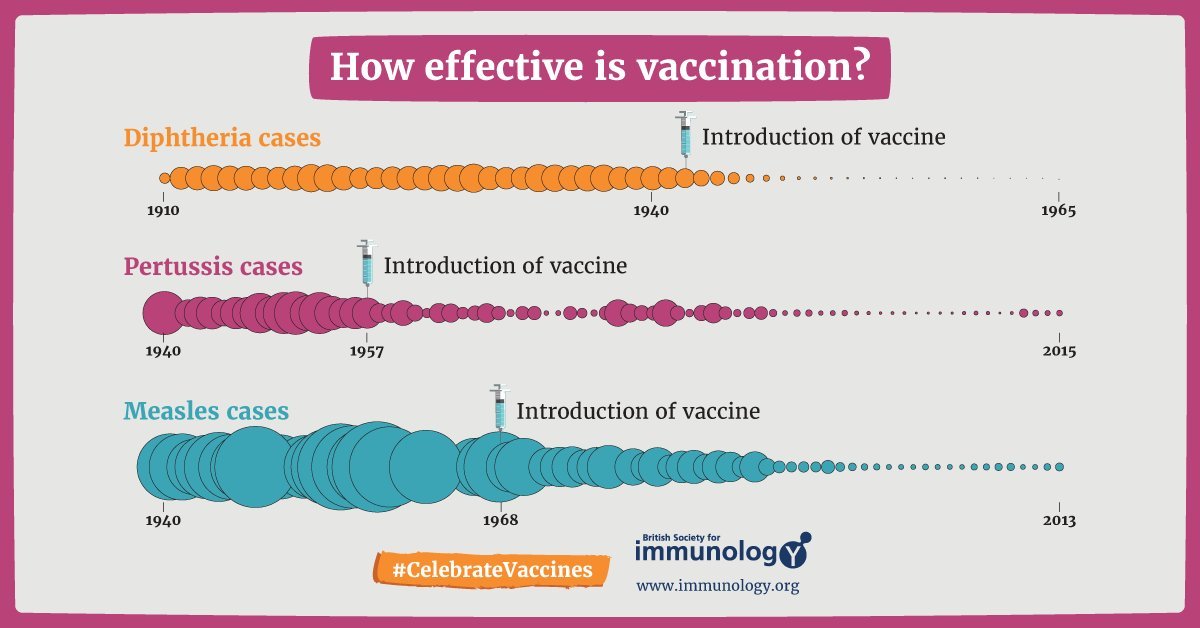 How effective is vaccination?
Diphtheria cases
Introduction of vaccine
1910
1940
1965
Pertussis cases
Introduction of vaccine
1940
1957
2015
Measles cases
Introduction of vaccine
1940
1968
2013
#CelebrateVaccines
British Society for
immunology
www.immunology.org